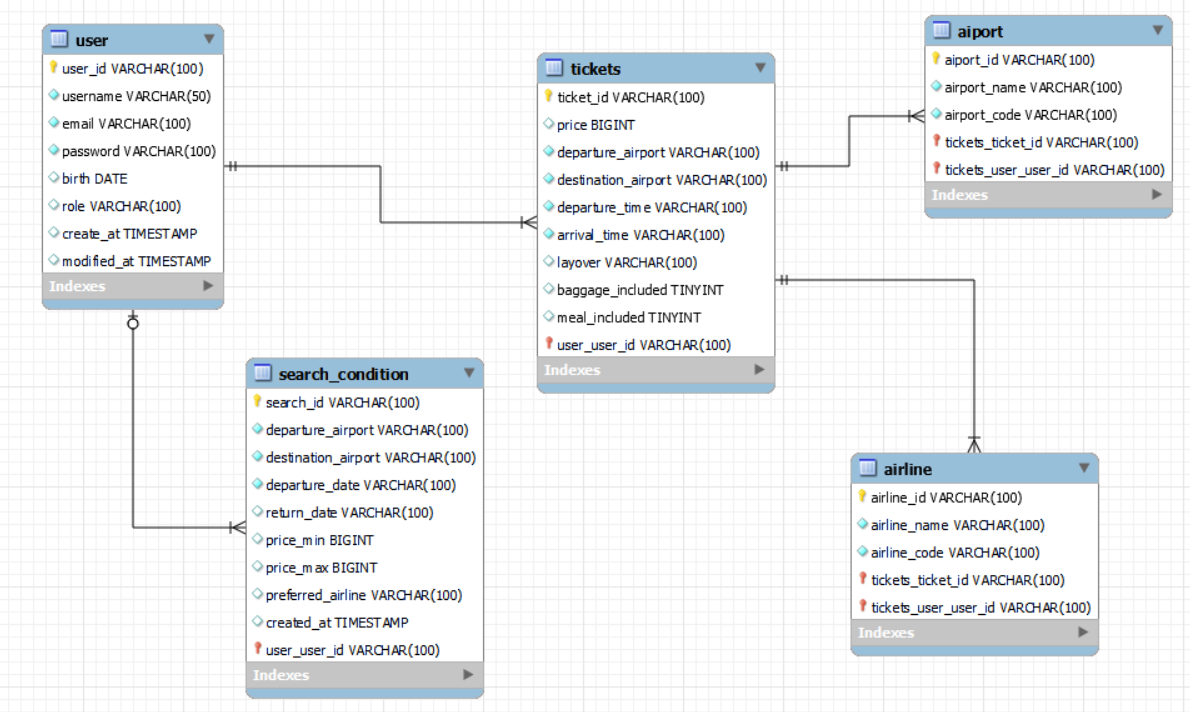 user
user_id VARCHAR(100)
username VARCHAR(50)
email VARCHAR(100)
password VARCHAR(100)
birth DATE
role VARCHAR(100)
create_at TIMESTAMP
modified_at TIMESTAMP
Indexes
tickets
ticket_id VARCHAR(100)
price BIGINT
departure_airport VARCHAR(100)
destination_airport VARCHAR(100)
departure_time VARCHAR(100)
arrival_time VARCHAR(100)
layover VARCHAR(100)
baggage_included TINYINT
meal_included TINYINT
user_user_id VARCHAR(100)
Indexes
aiport
aiport_id VARCHAR(100)
airport_name VARCHAR(100)
airport_code VARCHAR(100)
tickets_ticket_id VARCHAR(100)
tickets_user_user_id VARCHAR(100)
Indexes
search_condition
search_id VARCHAR(100)
departure_airport VARCHAR(100)
destination_airport VARCHAR(100)
departure_date VARCHAR(100)
return_date VARCHAR(100)
price_min BIGINT
price_max BIGINT
preferred_airline VARCHAR(100)
created_at TIMESTAMP
user_user_id VARCHAR(100)
Indexes
airline
airline_id VARCHAR(100)
airline_name VARCHAR(100)
airline_code VARCHAR(100)
tickets_ticket_id VARCHAR(100)
tickets_user_user_id VARCHAR(100)
Indexes